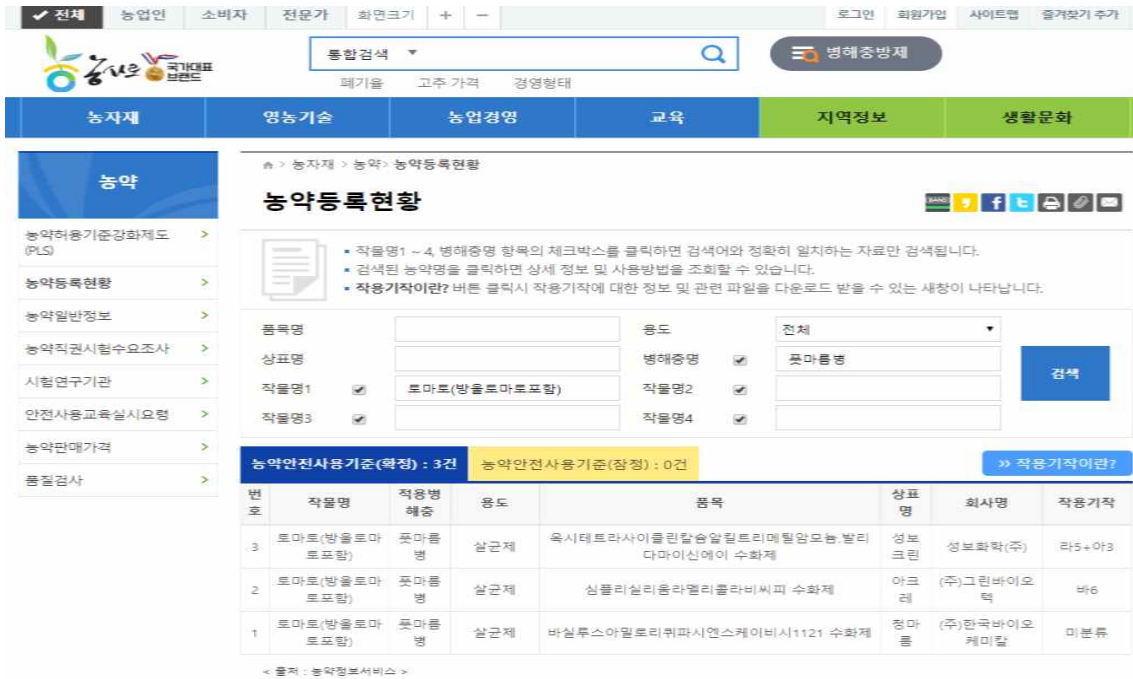 ✔ 전체 농업인 소비자 전문가 화면크기 + － 로그인 회원가입 사이트맵 즐겨찾기 추가
농사로 국가대표 브랜드
통합검색 ▼ 병해충방제
폐기율 고추 가격 경영형태
농자재 영농기술 농업경영 교육 지역정보 생활문화
농약
농약허용기준강화제도 (PLS) >
농약등록현황 >
농약일반정보 >
농약직권시험수요조사 >
시험연구기관 >
안전사용교육실시요령 >
농약판매가격 >
품질검사 >
> 농자재 > 농약> 농약등록현황
농약등록현황
BAND
▪ 작물명1 ~ 4, 병해충명 항목의 체크박스를 클릭하면 검색어와 정확히 일치하는 자료만 검색됩니다.
▪ 검색된 농약명을 클릭하면 상세 정보 및 사용방법을 조회할 수 있습니다.
▪ 작용기작이란? 버튼 클릭시 작용기작에 대한 정보 및 관련 파일을 다운로드 받을 수 있는 새창이 나타납니다.
품목명 용도 전체
상표명 병해충명 풋마름병
작물명1 토마토(방울토마토포함) 작물명2
검색
작물명3 작물명4
농약안전사용기준(확정) : 3건 농약안전사용기준(잠정) : 0건 » 작용기작이란?
번호 작물명 적용병해충 용도 품목 상표명 회사명 작용기작
3 토마토(방울토마토포함) 풋마름병 살균제 옥시테트라사이클린칼슘알킬트리메틸암모늄.발리다마이신에이 수화제 성보크린 성보화학(주) 라5+아3
2 토마토(방울토마토포함) 풋마름병 살균제 심플리실리움라멜리콜라비씨피 수화제 아크레 (주)그린바이오텍 바6
1 토마토(방울토마토포함) 풋마름병 살균제 바실루스아밀로리퀴파시엔스케이비시1121 수화제 정마름 (주)한국바이오케미칼 미분류
< 출처 : 농약정보서비스 >